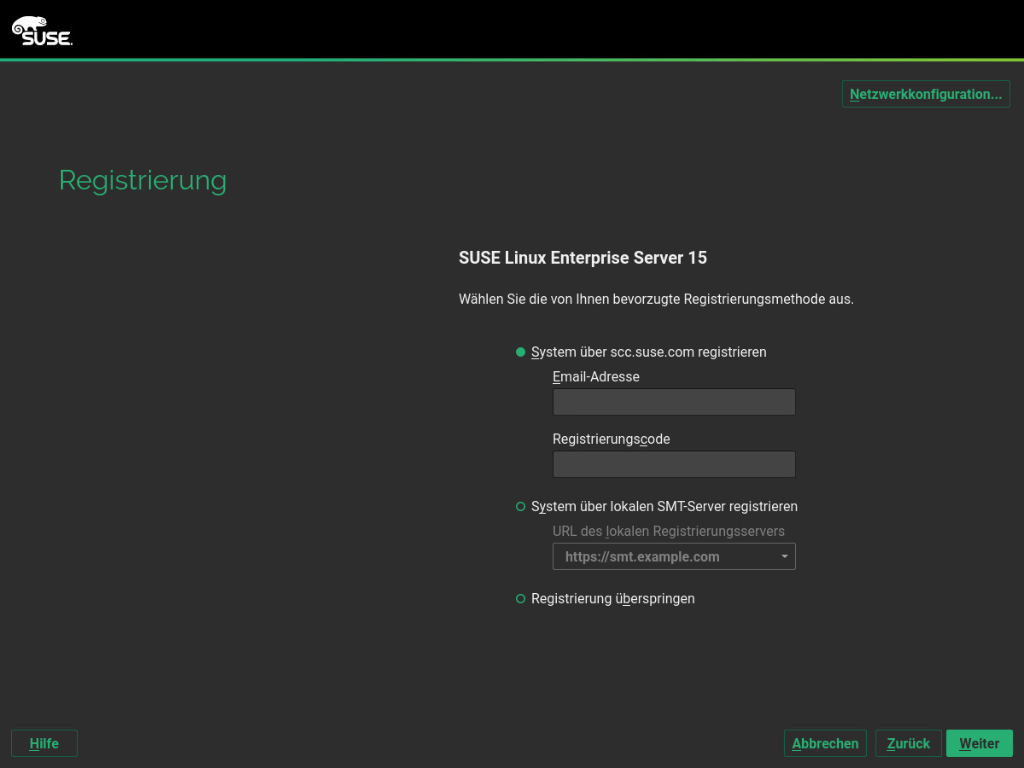 SUSE
Netzwerkkonfiguration...
Registrierung
SUSE Linux Enterprise Server 15
Wählen Sie die von Ihnen bevorzugte Registrierungsmethode aus.
System über scc.suse.com registrieren
Email-Adresse
Registrierungscode
System über lokalen SMT-Server registrieren
URL des lokalen Registrierungsservers
https://smt.example.com
Registrierung überspringen
Hilfe
Abbrechen
Zurück
Weiter